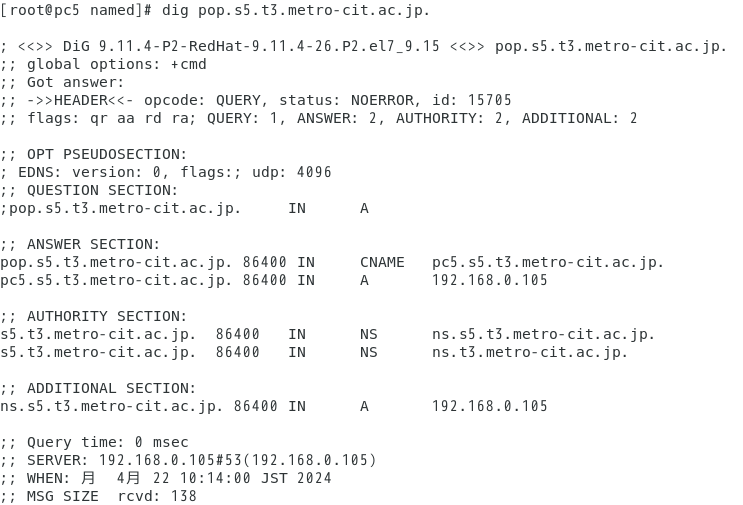 [root@pc5 named]# dig pop.s5.t3.metro-cit.ac.jp.
; <<>> DiG 9.11.4-P2-RedHat-9.11.4-26.P2.el7_9.15 <<>> pop.s5.t3.metro-cit.ac.jp.
;; global options: +cmd
;; Got answer:
;; ->>HEADER<<- opcode: QUERY, status: NOERROR, id: 15705
;; flags: qr aa rd ra; QUERY: 1, ANSWER: 2, AUTHORITY: 2, ADDITIONAL: 2
;; OPT PSEUDOSECTION:
; EDNS: version: 0, flags:; udp: 4096
;; QUESTION SECTION:
;pop.s5.t3.metro-cit.ac.jp.     IN      A
;; ANSWER SECTION:
pop.s5.t3.metro-cit.ac.jp. 86400 IN     CNAME   pc5.s5.t3.metro-cit.ac.jp.
pc5.s5.t3.metro-cit.ac.jp. 86400 IN     A       192.168.0.105
;; AUTHORITY SECTION:
s5.t3.metro-cit.ac.jp.  86400   IN      NS      ns.s5.t3.metro-cit.ac.jp.
s5.t3.metro-cit.ac.jp.  86400   IN      NS      ns.t3.metro-cit.ac.jp.
;; ADDITIONAL SECTION:
ns.s5.t3.metro-cit.ac.jp. 86400 IN      A       192.168.0.105
;; Query time: 0 msec
;; SERVER: 192.168.0.105#53(192.168.0.105)
;; WHEN: 月  4月 22 10:14:00 JST 2024
;; MSG SIZE  rcvd: 138